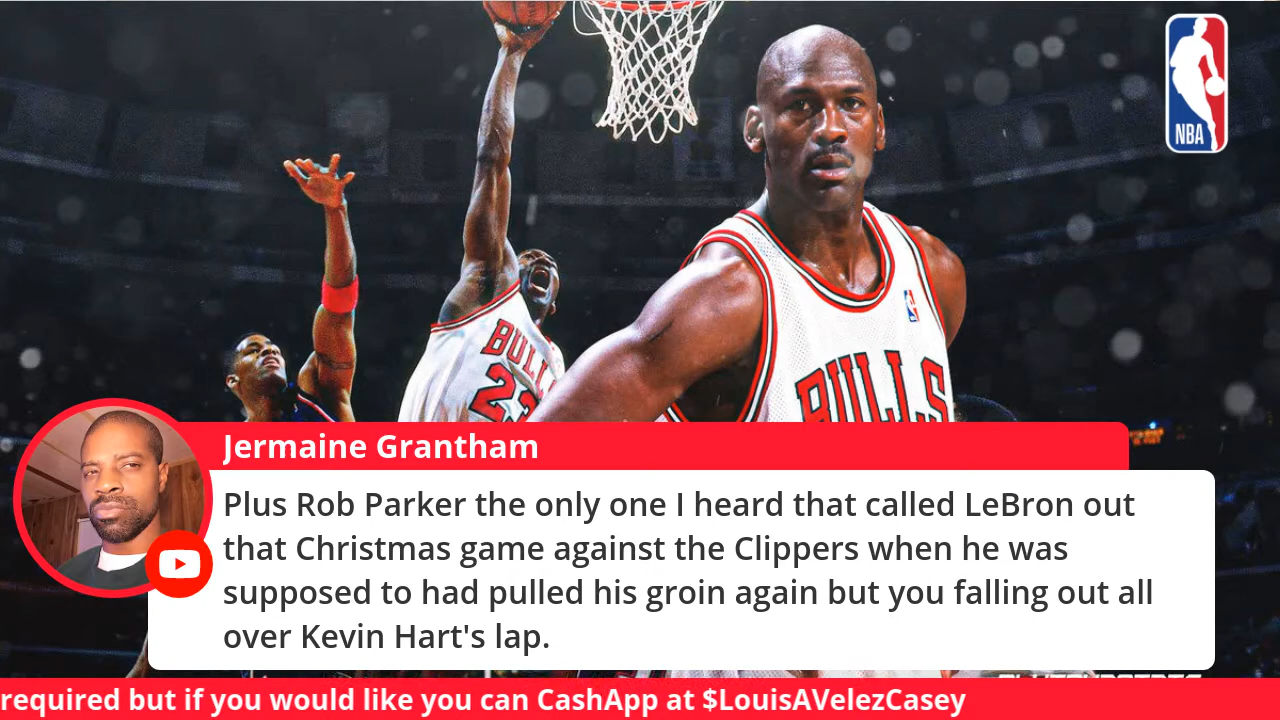 NBA
BULLS
23
BULLS
Jermaine Grantham
Plus Rob Parker the only one I heard that called LeBron out
that Christmas game against the Clippers when he was
supposed to had pulled his groin again but you falling out all
over Kevin Hart's lap.
required but if you would like you can CashApp at $LouisAVelezCasey